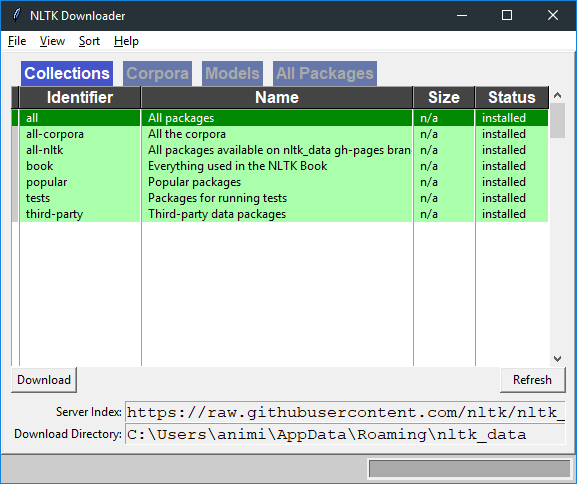 NLTK Downloader
File View Sort Help
Collections Corpora Models All Packages
Identifier Name Size Status
all All packages n/a installed
all-corpora All the corpora n/a installed
all-nltk All packages available on nltk_data gh-pages bran n/a installed
book Everything used in the NLTK Book n/a installed
popular Popular packages n/a installed
tests Packages for running tests n/a installed
third-party Third-party data packages n/a installed
Download Refresh
Server Index: https://raw.githubusercontent.com/nltk/nltk_
Download Directory: C:\Users\animi\AppData\Roaming\nltk_data